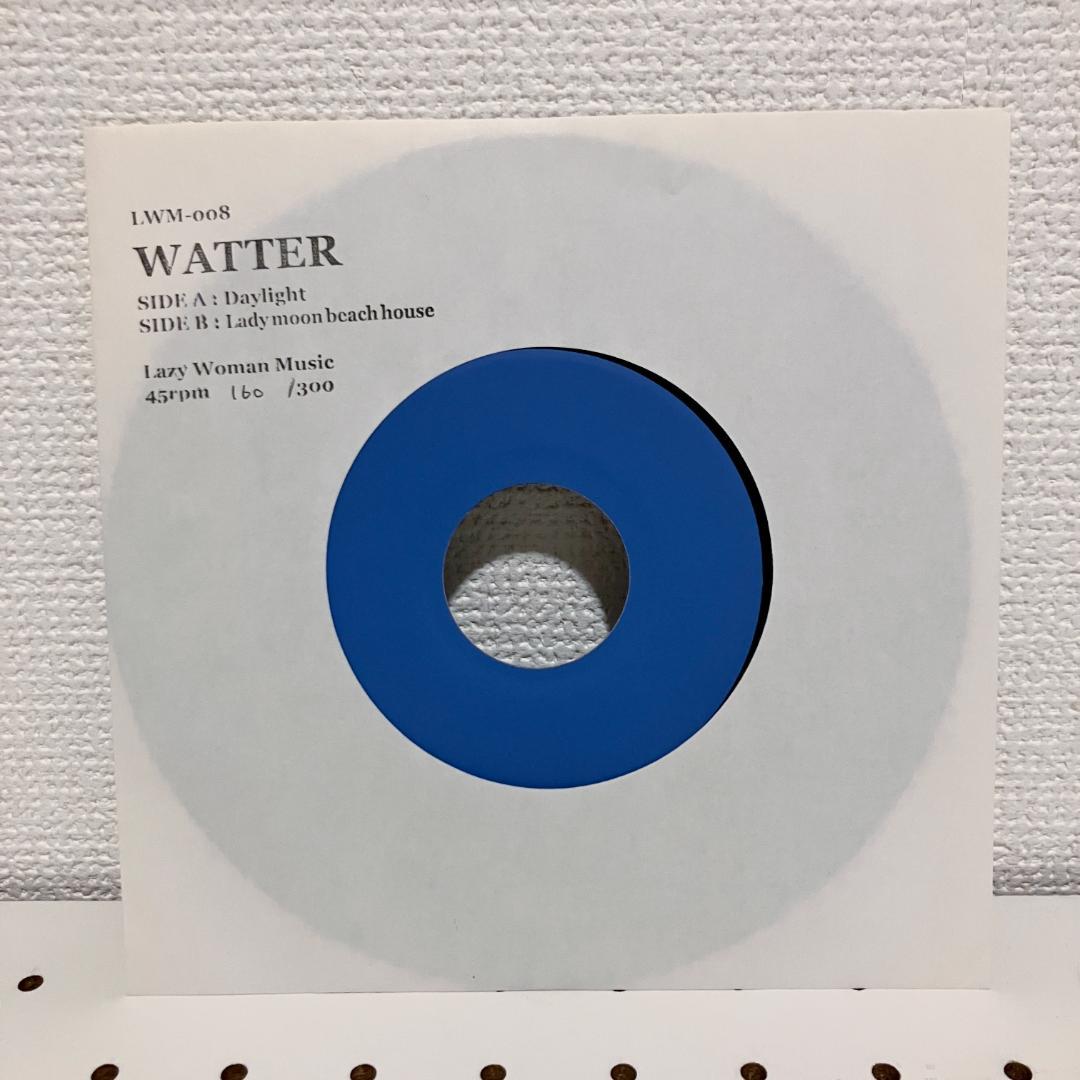 LWM-008
WATTER
SIDE A : Daylight
SIDE B : Lady moon beach house
Lazy Woman Music
45rpm 160 /300